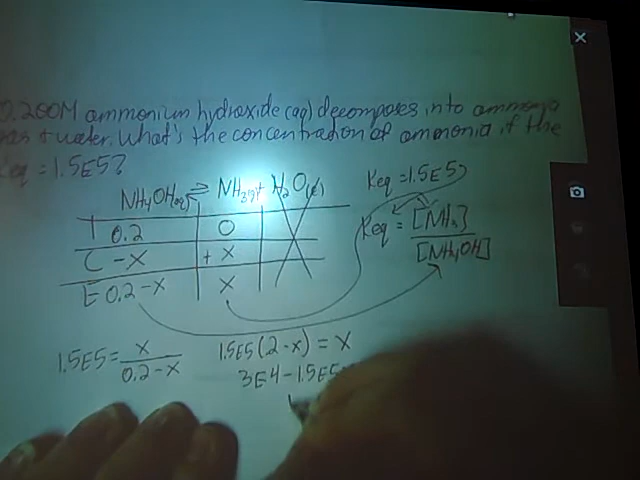 0.200M ammonium hydroxide (aq) decomposes into ammonia
gas + water. What's the concentration of ammonia if the
Keq = 1.5E5?
NH4OH(aq) ⇌ NH3(g) + H2O(l) Keq = 1.5E5?
I 0.2 0 Keq = [NH3] / [NH4OH]
C -x +x
E 0.2-x x
1.5E5 = x / 0.2-x 1.5E5(2-x) = x
3E4-1.5E5